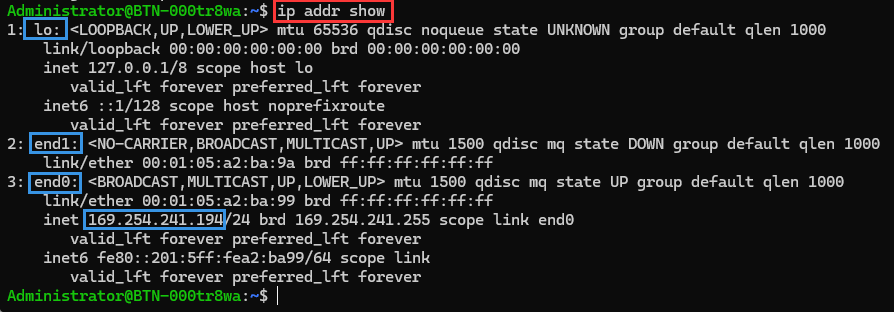 Administrator@BTN-000tr8wa:~$ ip addr show
1: lo: <LOOPBACK,UP,LOWER_UP> mtu 65536 qdisc noqueue state UNKNOWN group default qlen 1000
link/loopback 00:00:00:00:00:00 brd 00:00:00:00:00:00
inet 127.0.0.1/8 scope host lo
valid_lft forever preferred_lft forever
inet6 ::1/128 scope host noprefixroute
valid_lft forever preferred_lft forever
2: end1: <NO-CARRIER,BROADCAST,MULTICAST,UP> mtu 1500 qdisc mq state DOWN group default qlen 1000
link/ether 00:01:05:a2:ba:9a brd ff:ff:ff:ff:ff:ff
3: end0: <BROADCAST,MULTICAST,UP,LOWER_UP> mtu 1500 qdisc mq state UP group default qlen 1000
link/ether 00:01:05:a2:ba:99 brd ff:ff:ff:ff:ff:ff
inet 169.254.241.194/24 brd 169.254.241.255 scope link end0
valid_lft forever preferred_lft forever
inet6 fe80::201:5ff:fea2:ba99/64 scope link
valid_lft forever preferred_lft forever
Administrator@BTN-000tr8wa:~$